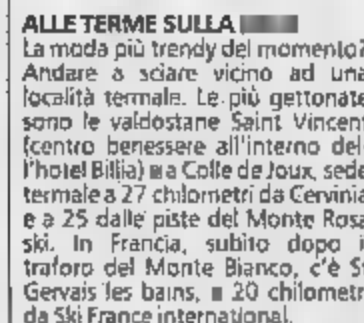 ALLE TERME SULLA
La moda più trendy del momento?
Andare a sciare vicino ad una
località termale. Le più gettonate
sono le valdostane Saint Vincent
(centro benessere all'interno del-
l'hotel Billia) a Colle de Joux, sede
termale a 27 chilometri da Cervinia
e a 25 dalle piste del Monte Rosa
ski. In Francia, subito dopo i
traforo del Monte Bianco, c'è S
Gervais les bains, 20 chilometr
da Ski France international.